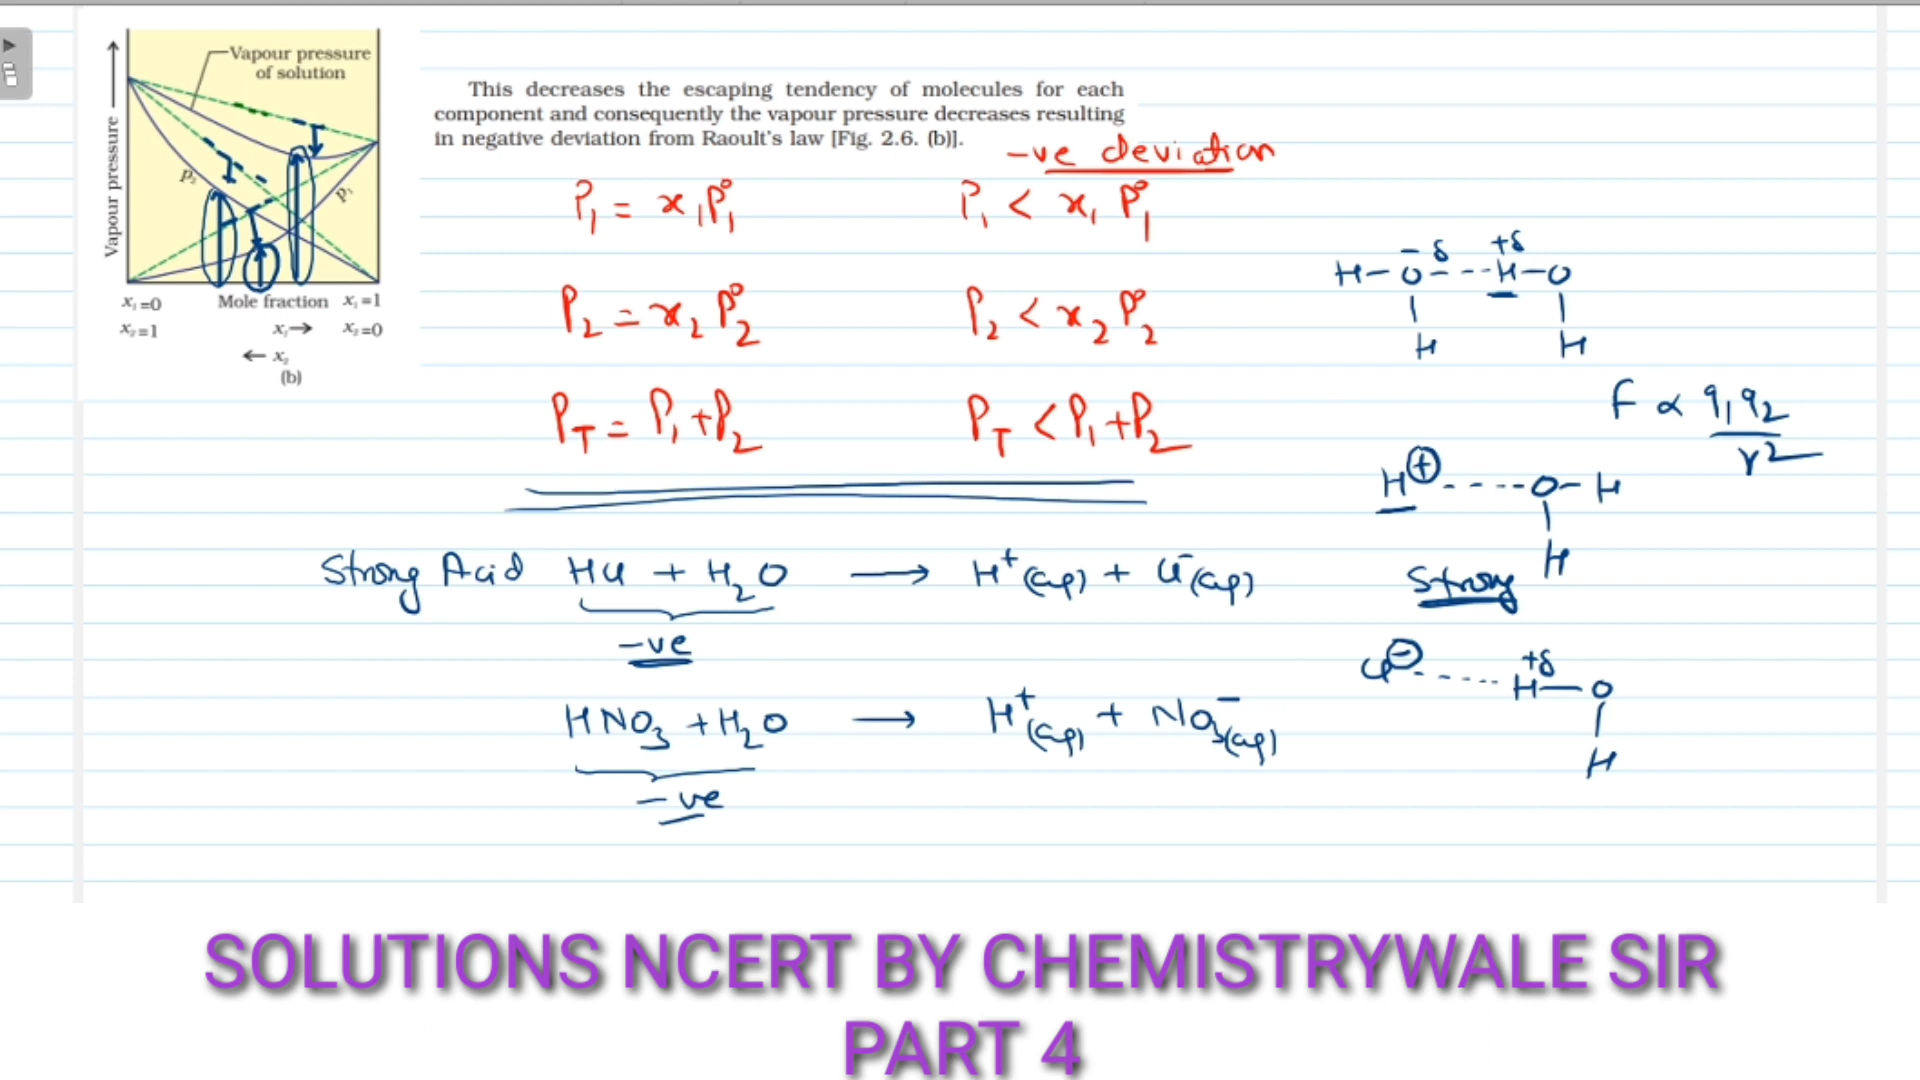 Vapour pressure
of solution
Vapour pressure
p₂
p₁
x₁=0 Mole fraction x₁=1
x₂=1 x₁→ x₂=0
← x₂
(b)
This decreases the escaping tendency of molecules for each
component and consequently the vapour pressure decreases resulting
in negative deviation from Raoult's law [Fig. 2.6. (b)].
-ve deviation
P₁ = x₁P₁° P₁ < x₁ P₁°
P₂ = x₂ P₂° P₂ < x₂ P₂°
P_T = P₁+P₂ P_T < P₁+P₂
-δ +δ
H-O---H-O
H H
F ∝ q₁q₂/r²
H⊕----O-H
H
Strong
Strong Acid HCl + H₂O → H⁺(aq) + Cl⁻(aq)
-ve
Cl⊖.....H-O
+δ
H
HNO₃ + H₂O → H⁺(aq) + NO₃⁻(aq)
-ve
SOLUTIONS NCERT BY CHEMISTRYWALE SIR
PART 4